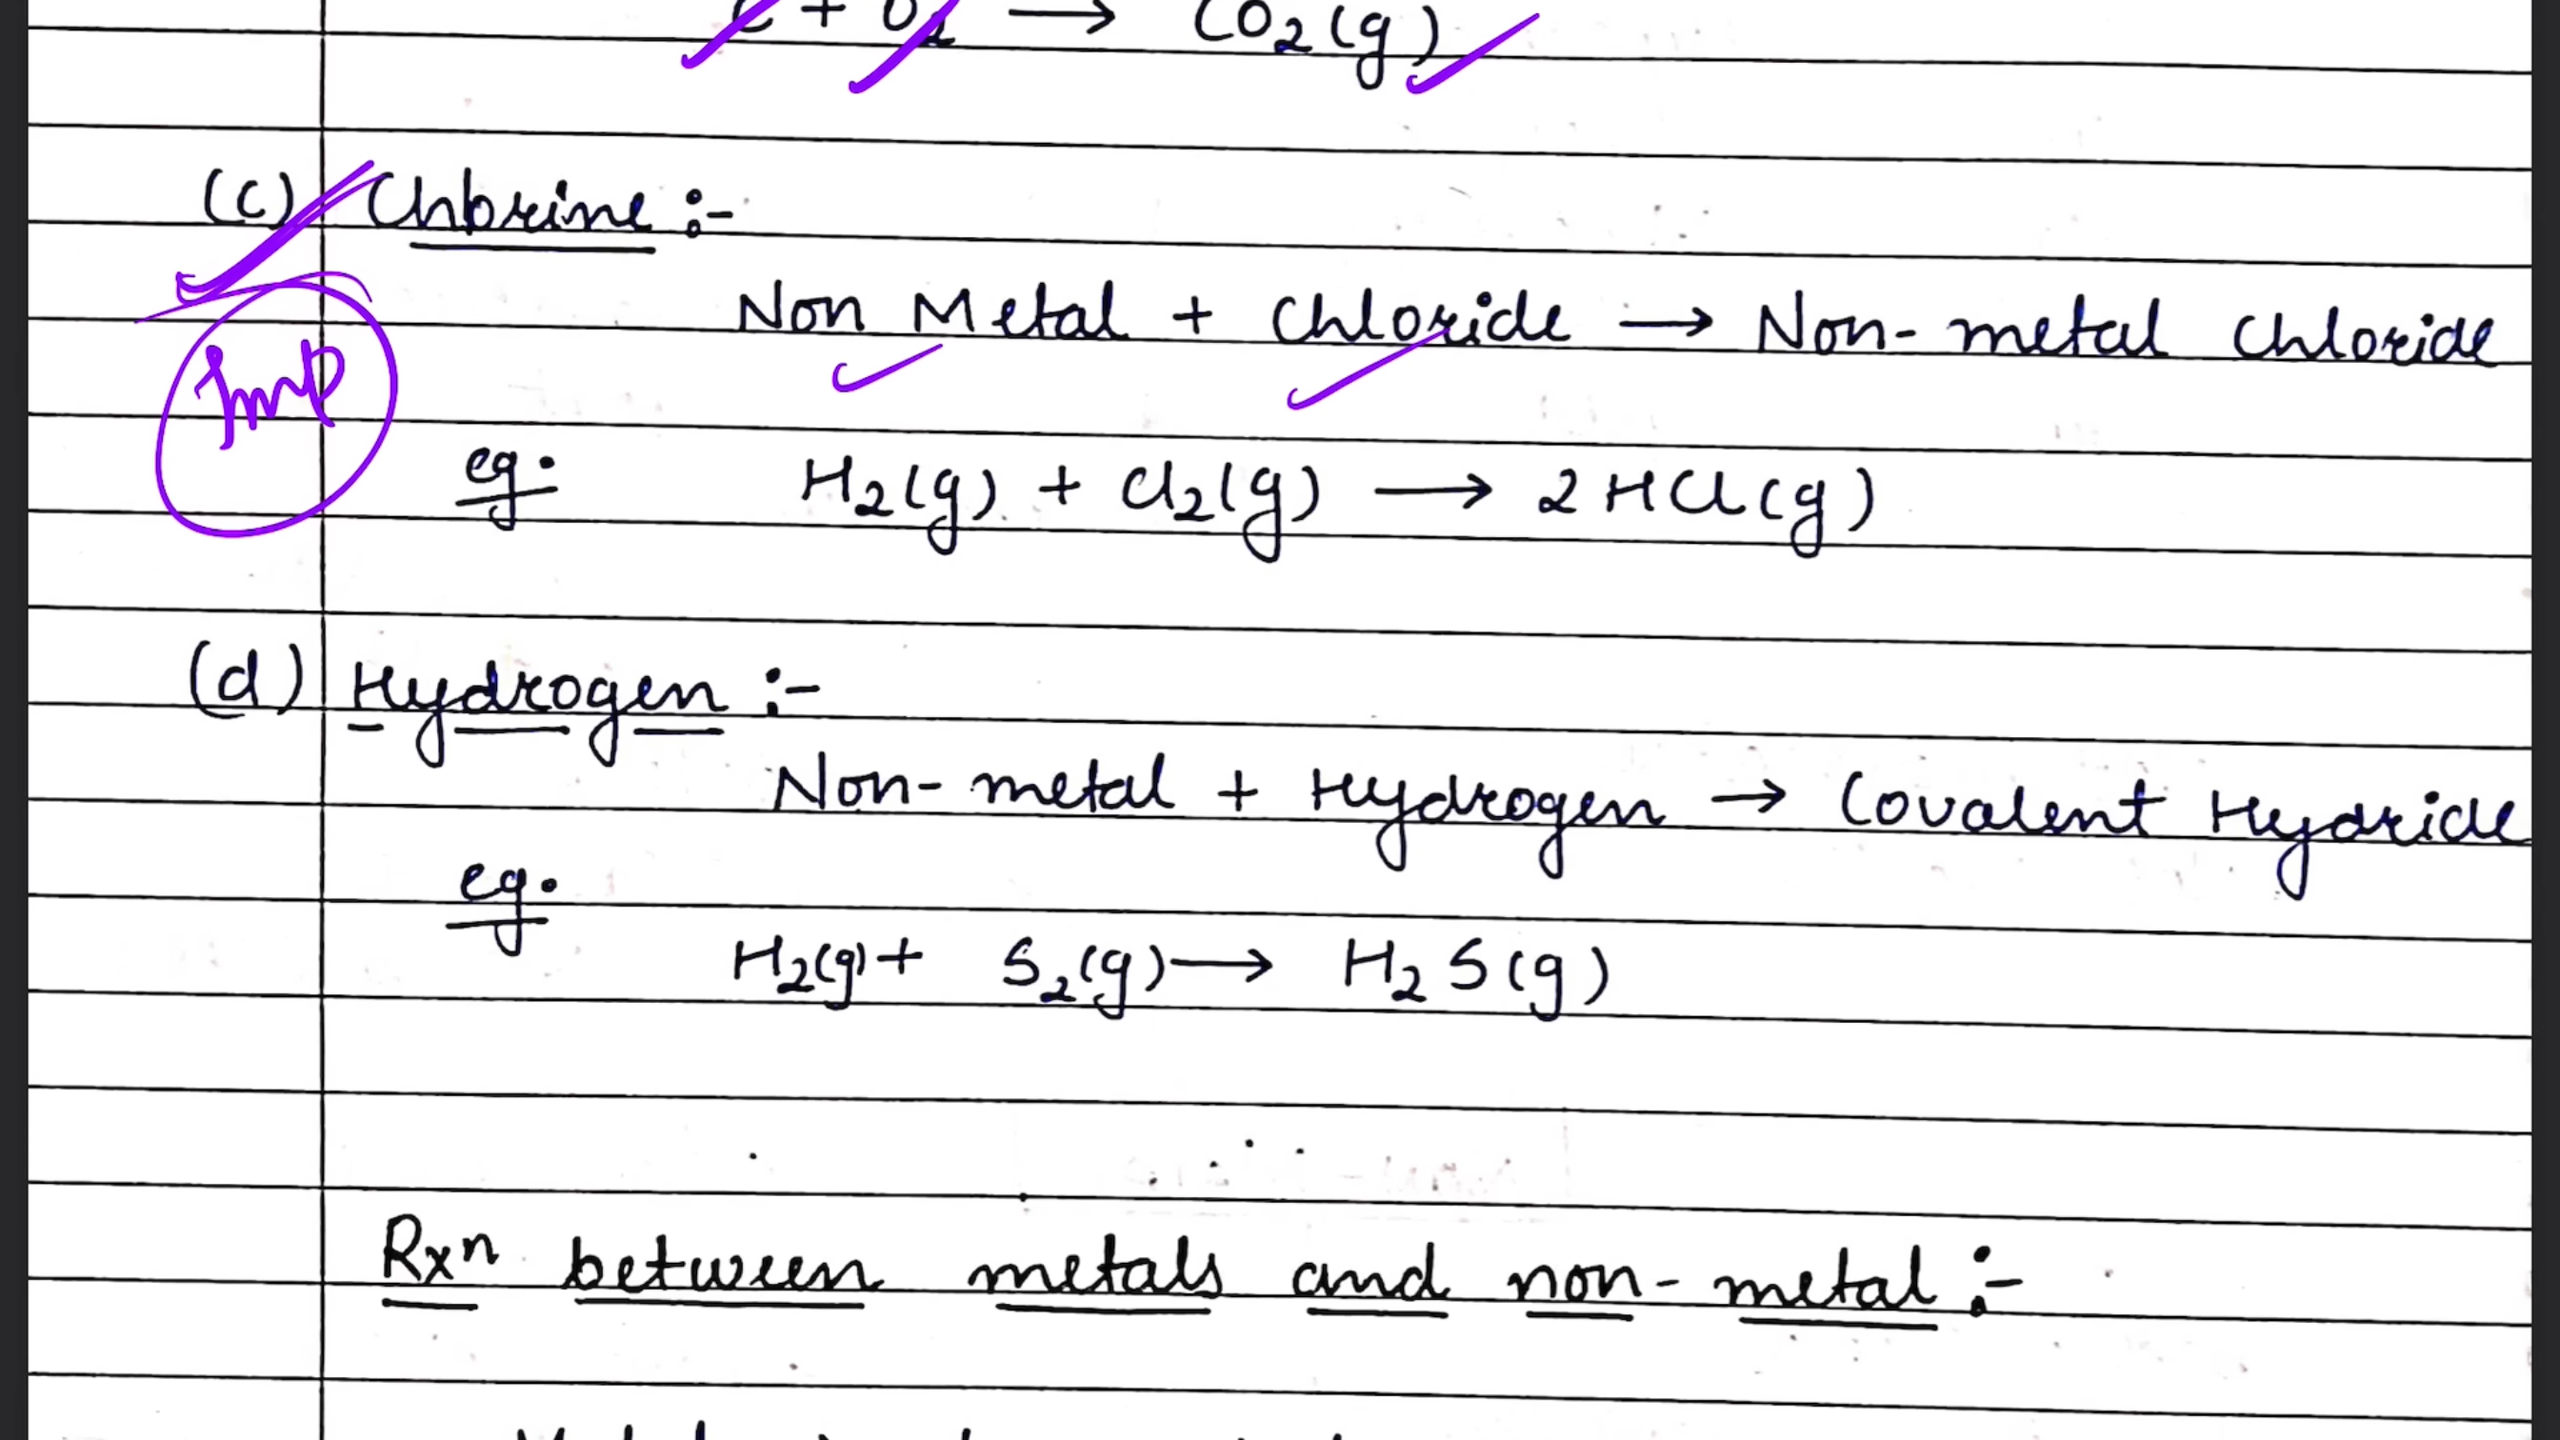 C + O₂ → CO₂(g)
(c) Chlorine :-
Non Metal + Chloride → Non-metal Chloride
Imp
eg. H₂(g) + Cl₂(g) → 2HCl(g)
(d) Hydrogen :-
Non-metal + Hydrogen → Covalent Hydride
eg.
H₂(g) + S₂(g) → H₂S(g)
Rxⁿ between metals and non-metal :-